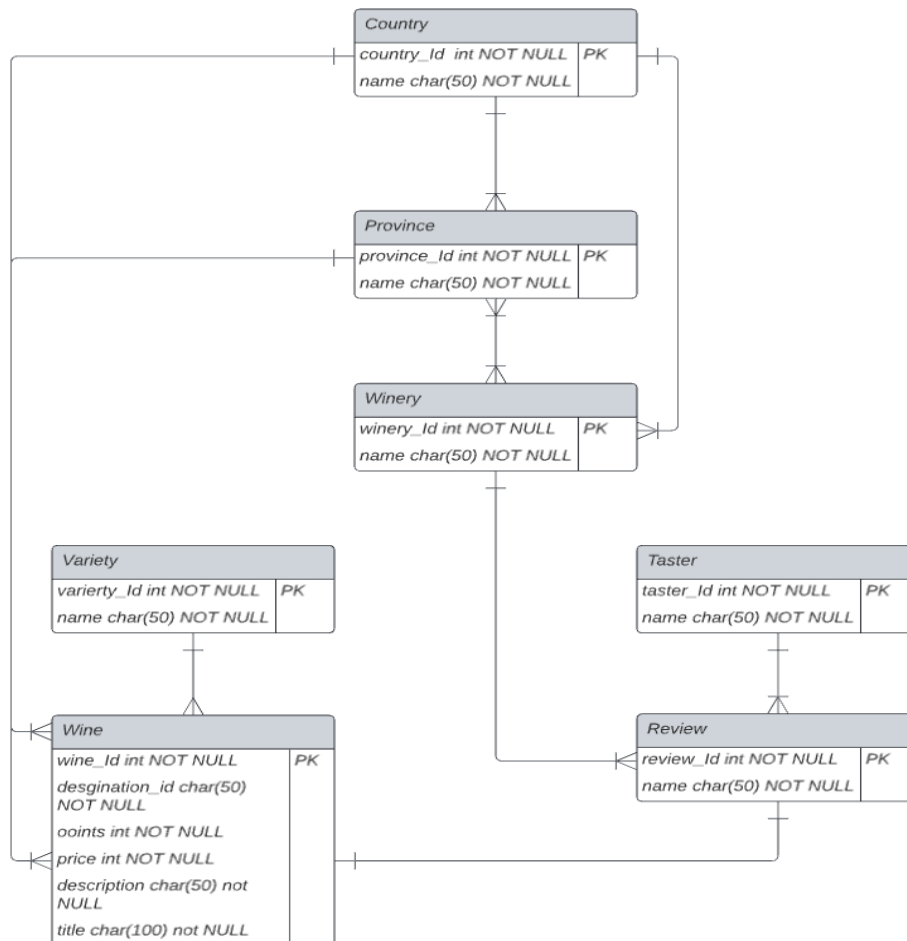 Country
country_Id int NOT NULL PK
name char(50) NOT NULL
Province
province_Id int NOT NULL PK
name char(50) NOT NULL
Winery
winery_Id int NOT NULL PK
name char(50) NOT NULL
Variety
varierty_Id int NOT NULL PK
name char(50) NOT NULL
Taster
taster_Id int NOT NULL PK
name char(50) NOT NULL
Wine
wine_Id int NOT NULL PK
desgination_id char(50)
NOT NULL
ooints int NOT NULL
price int NOT NULL
description char(50) not
NULL
title char(100) not NULL
Review
review_Id int NOT NULL PK
name char(50) NOT NULL